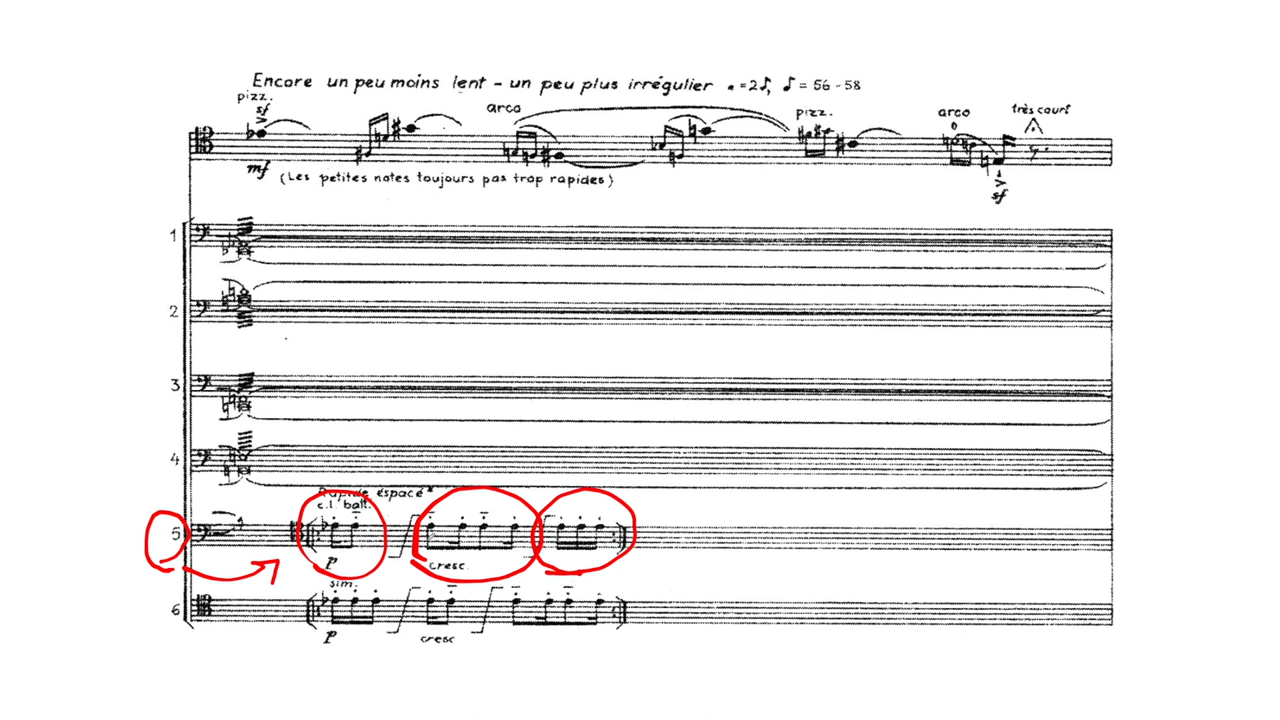 Encore un peu moins lent - un peu plus irrégulier = 2♪, ♪ = 56 - 58
pizz.
sf
arco
pizz.
arco
très court
mf
(Les petites notes toujours pas trop rapides)
sf
1
2
3
4
Rapide éspacé*
c.l. batt.
5
p
cresc.
sim.
6
p
cresc